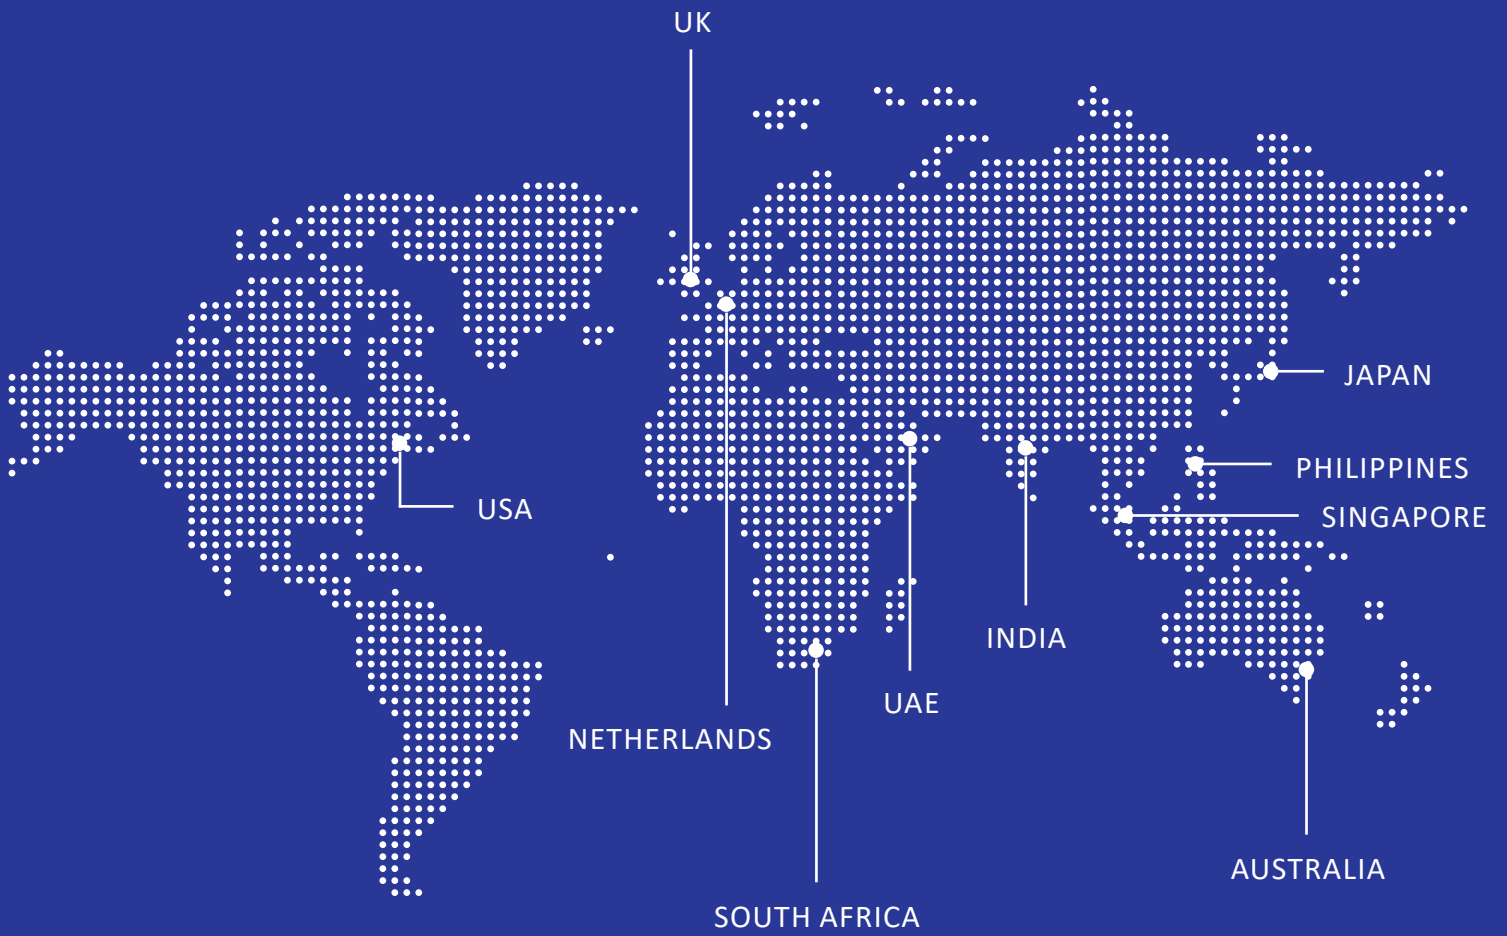 UK
JAPAN
PHILIPPINES
USA
SINGAPORE
INDIA
UAE
NETHERLANDS
AUSTRALIA
SOUTH AFRICA